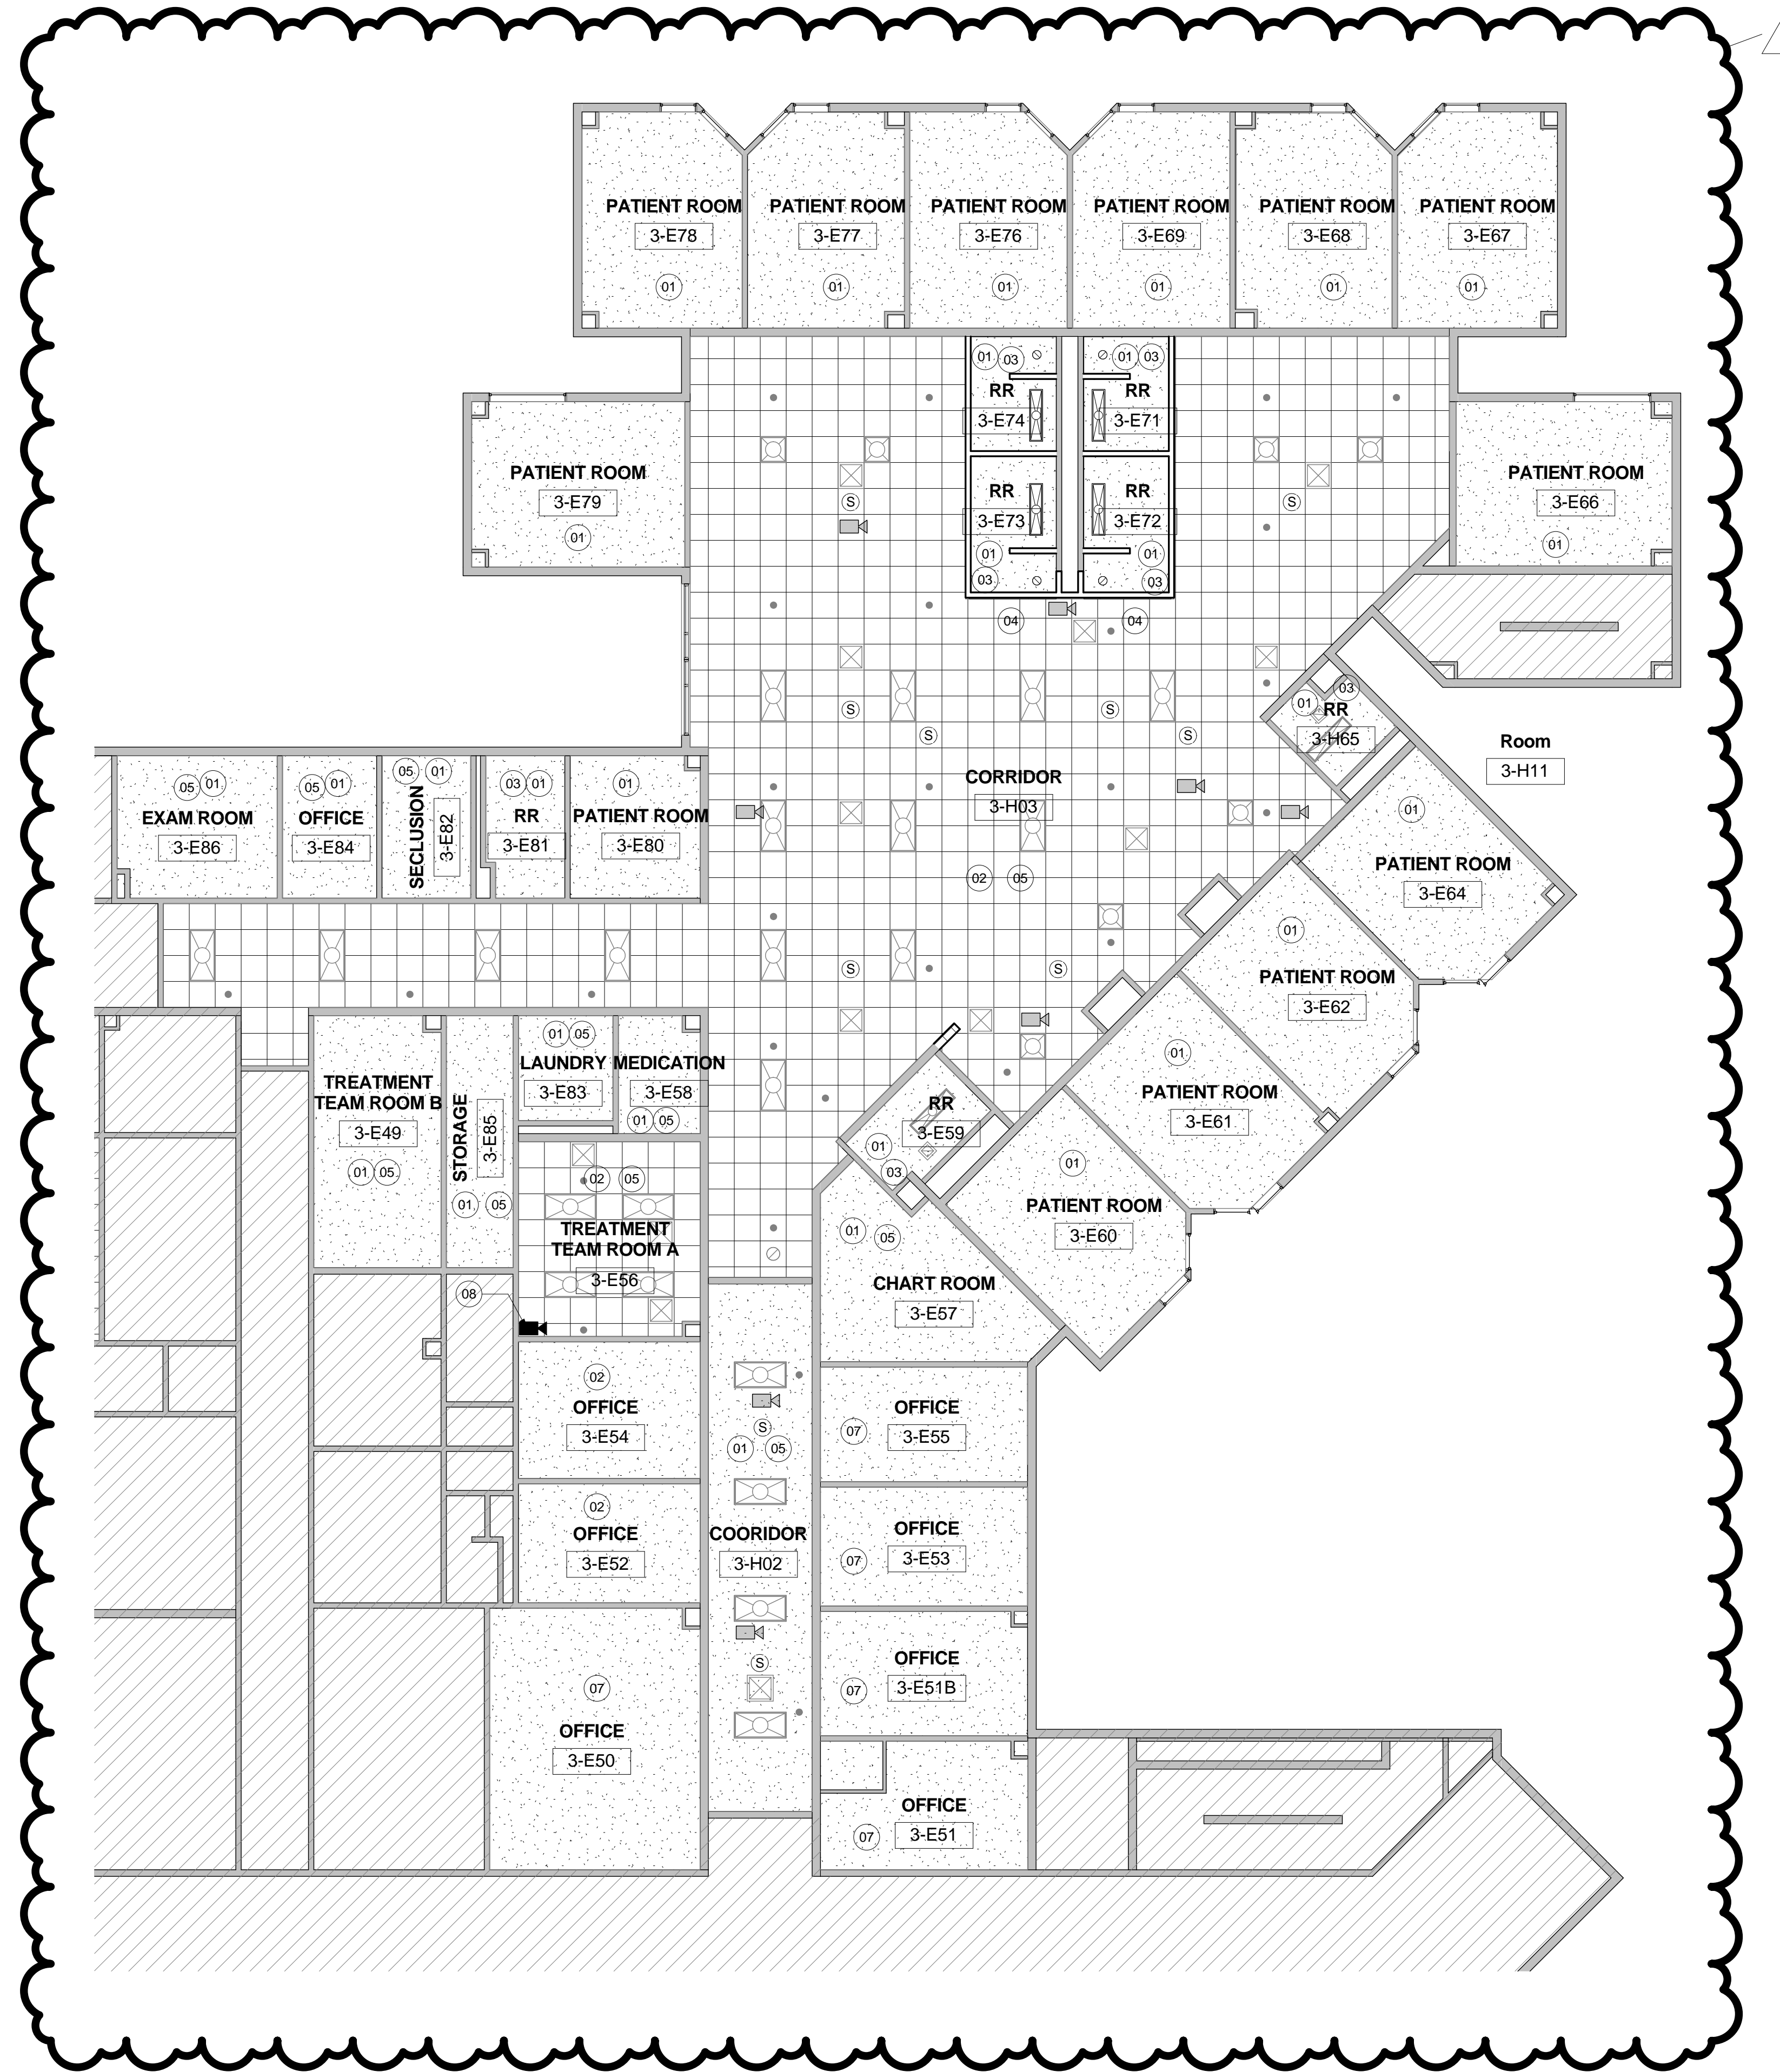 PATIENT ROOM
3-E78
01
PATIENT ROOM
3-E77
01
PATIENT ROOM
3-E76
01
PATIENT ROOM
3-E69
01
PATIENT ROOM
3-E68
01
PATIENT ROOM
3-E67
01
01 03
RR
3-E74
01 03
RR
3-E71
PATIENT ROOM
3-E79
01
S
RR
3-E73
01
03
RR
3-E72
01
03
S
PATIENT ROOM
3-E66
01
04
04
S
S
S
S
01
03
RR
3-H65
Room
3-H11
05 01
EXAM ROOM
3-E86
05 01
OFFICE
3-E84
05 01
SECLUSION
3-E82
03 01
RR
3-E81
01
PATIENT ROOM
3-E80
CORRIDOR
3-H03
02 05
01
PATIENT ROOM
3-E64
01
PATIENT ROOM
3-E62
S
S
TREATMENT
TEAM ROOM B
3-E49
01 05
STORAGE
3-E85
01 05
01 05
LAUNDRY
3-E83
MEDICATION
3-E58
01 05
RR
3-E59
01
03
01
PATIENT ROOM
3-E61
01
PATIENT ROOM
3-E60
02 05
TREATMENT
TEAM ROOM A
3-E56
08
01 05
CHART ROOM
3-E57
02
OFFICE
3-E54
S
01 05
OFFICE
3-E55
07
02
OFFICE
3-E52
COORIDOR
3-H02
OFFICE
3-E53
07
S
OFFICE
3-E51B
07
07
OFFICE
3-E50
OFFICE
3-E51
07